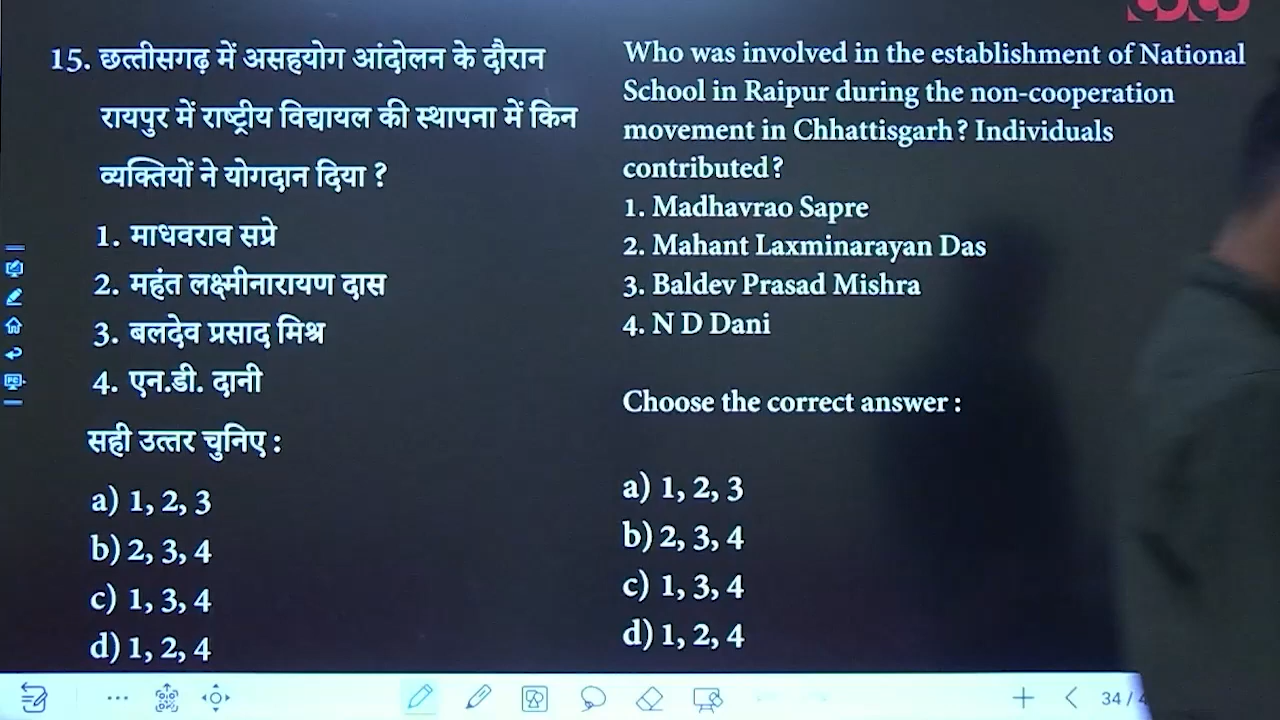 15. छत्तीसगढ़ में असहयोग आंदोलन के दौरान
रायपुर में राष्ट्रीय विद्यायल की स्थापना में किन
व्यक्तियों ने योगदान दिया ?
1. माधवराव सप्रे
2. महंत लक्ष्मीनारायण दास
3. बलदेव प्रसाद मिश्र
4. एन.डी. दानी
सही उत्तर चुनिए :
a) 1, 2, 3
b) 2, 3, 4
c) 1, 3, 4
d) 1, 2, 4
Who was involved in the establishment of National
School in Raipur during the non-cooperation
movement in Chhattisgarh? Individuals
contributed?
1. Madhavrao Sapre
2. Mahant Laxminarayan Das
3. Baldev Prasad Mishra
4. N D Dani
Choose the correct answer :
a) 1, 2, 3
b) 2, 3, 4
c) 1, 3, 4
d) 1, 2, 4
34 /